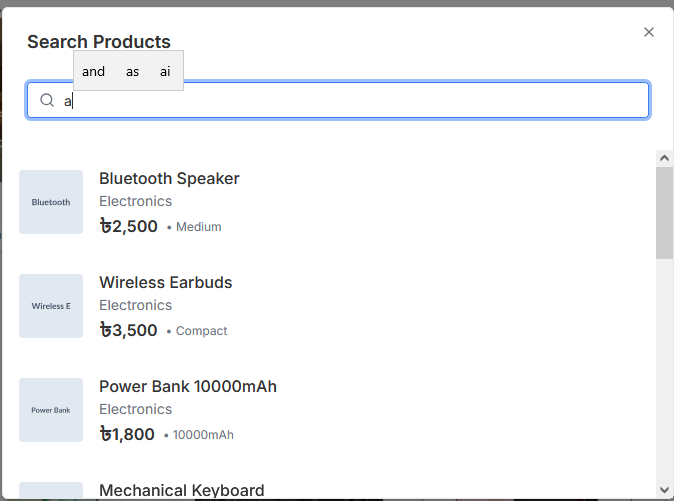 Search Products
and as ai
a
Bluetooth
Bluetooth Speaker
Electronics
৳2,500 • Medium
Wireless E
Wireless Earbuds
Electronics
৳3,500 • Compact
Power Bank
Power Bank 10000mAh
Electronics
৳1,800 • 10000mAh
Mechanical Keyboard